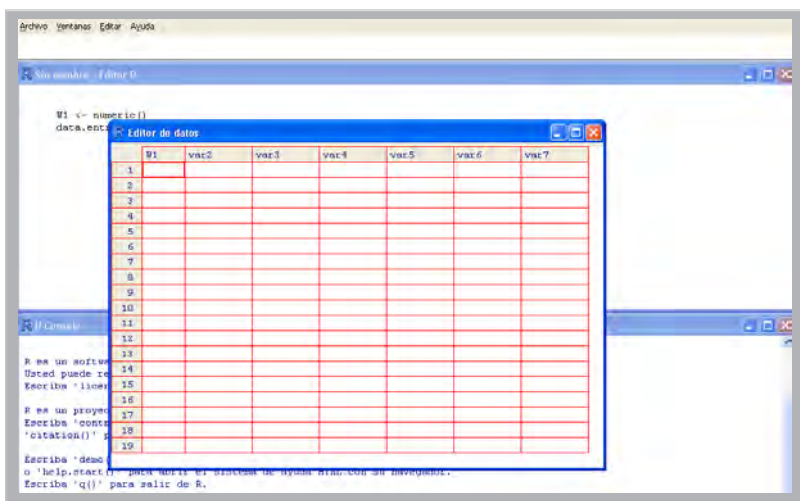 Archivo Ventanas Editar Ayuda
Sin nombre - Editor R
W1 <- numeric()
data.ent
Editor de datos
W1 var2 var3 var4 var5 var6 var7
1
2
3
4
5
6
7
8
9
10
11
12
13
14
15
16
17
18
19
R Console
R es un softwa
Usted puede re
Escriba 'licen
R es un proyec
Escriba 'contr
'citation()' p
Escriba 'demo(
o 'help.start()' para abrir el sistema de ayuda HTML con su navegador.
Escriba 'q()' para salir de R.